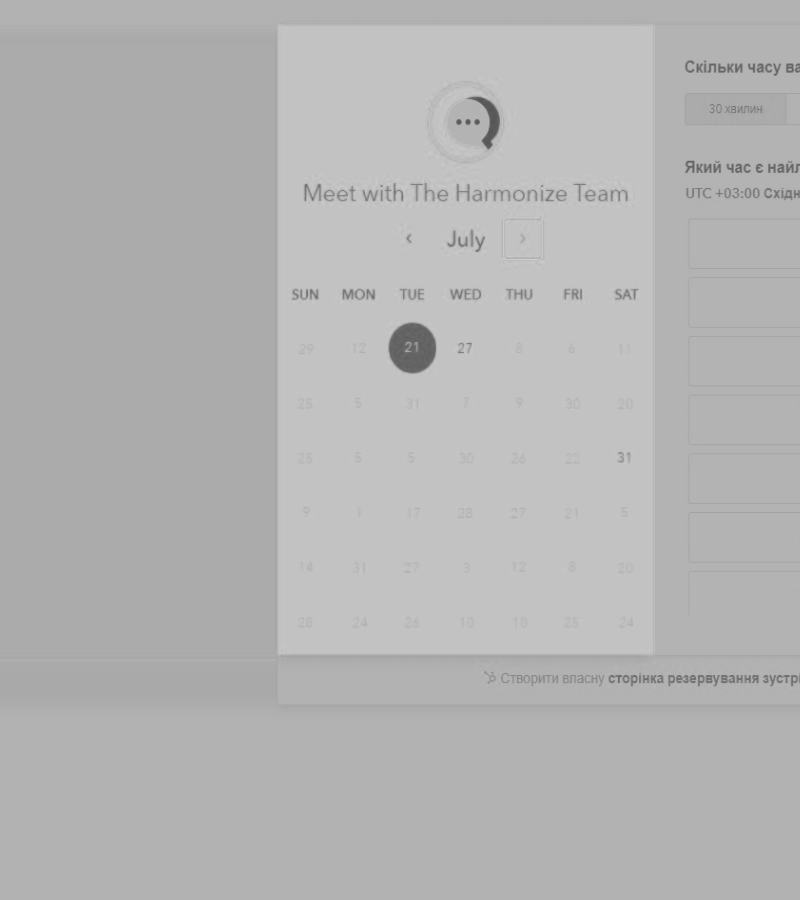 Meet with The Harmonize Team
July
SUN MON TUE WED THU FRI SAT
29 12 21 27 8 6 11
25 5 31 7 9 30 20
25 5 5 30 26 22 31
9 1 17 28 27 21 5
14 31 27 3 12 8 20
28 24 26 10 10 25 24
Скільки часу ва
30 хвилин
Який час є найл
UTC +03:00 Східн
Створити власну сторінка резервування зустрі